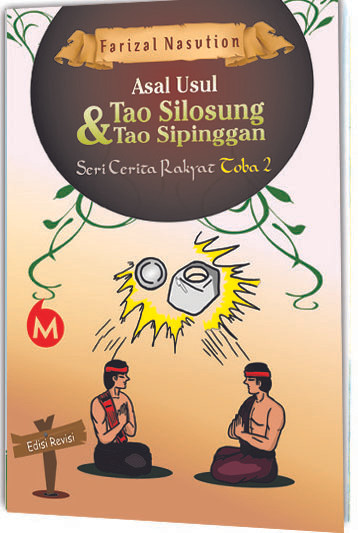 Farizal Nasution
Asal Usul
Tao Silosung
& Tao Sipinggan
Seri Cerita Rakyat Toba 2
M
Edisi Revisi